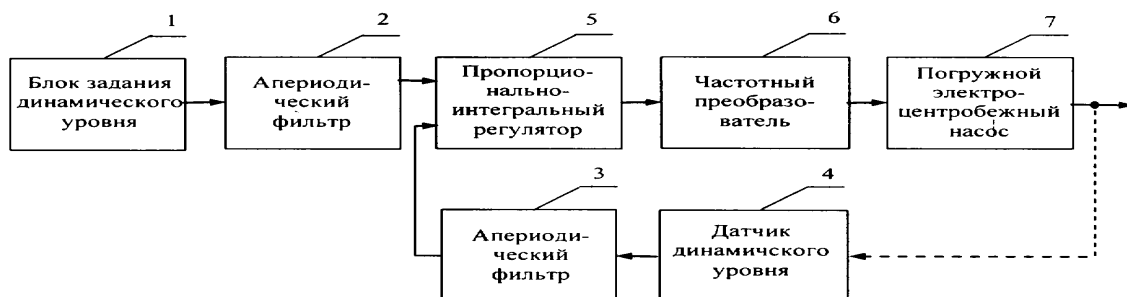 1
2
5
6
7
Блок задания
динамического
уровня
Апериоди-
ческий
фильтр
Пропорцио-
нально-
интегральный
регулятор
Частотный
преобразо-
ватель
Погружной
электро-
центробежный
насос
3
4
Апериоди-
ческий
фильтр
Датчик
динамичского
уровня